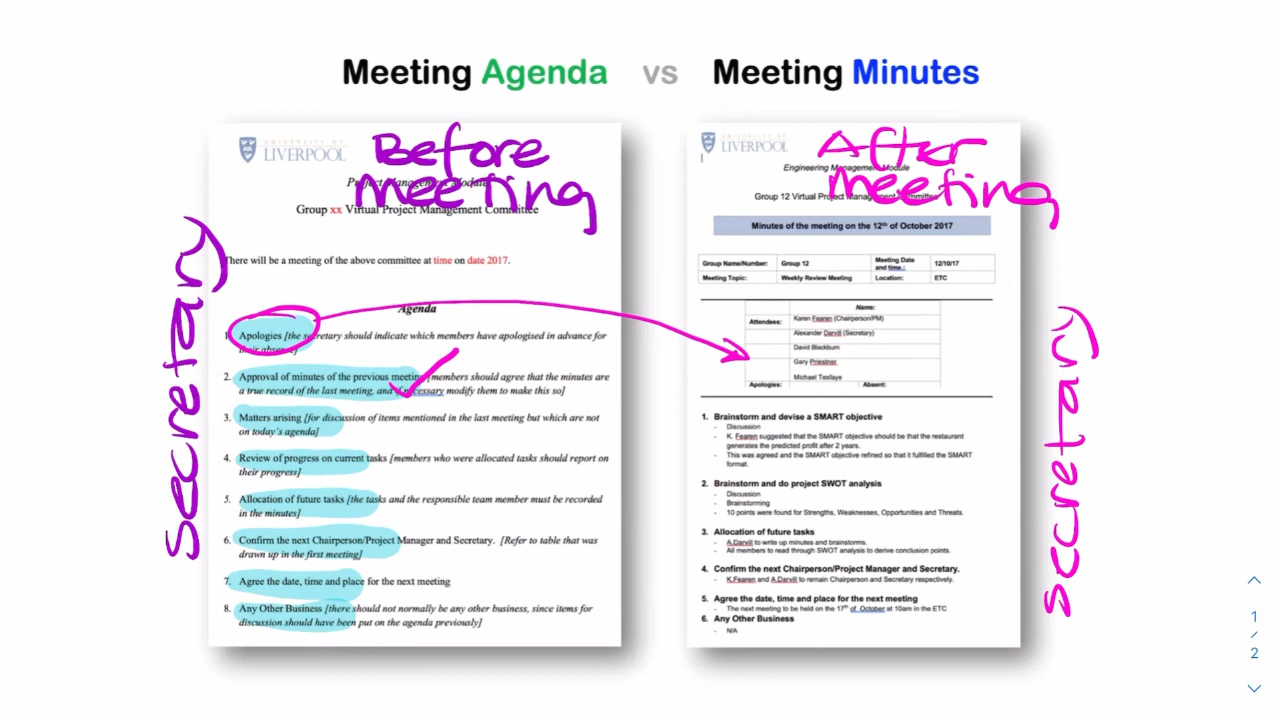 Meeting Agenda vs Meeting Minutes
UNIVERSITY OF
LIVERPOOL
Before
Meeting
Project Management Module
Group xx Virtual Project Management Committee
There will be a meeting of the above committee at time on date 2017.
Agenda
1. Apologies [the secretary should indicate which members have apologised in advance for
their absence]
2. Approval of minutes of the previous meeting [members should agree that the minutes are
a true record of the last meeting, and if necessary modify them to make this so]
3. Matters arising [for discussion of items mentioned in the last meeting but which are not
on today's agenda]
4. Review of progress on current tasks [members who were allocated tasks should report on
their progress]
5. Allocation of future tasks [the tasks and the responsible team member must be recorded
in the minutes]
6. Confirm the next Chairperson/Project Manager and Secretary. [Refer to table that was
drawn up in the first meeting]
7. Agree the date, time and place for the next meeting
8. Any Other Business [there should not normally be any other business, since items for
discussion should have been put on the agenda previously]
Secretary
UNIVERSITY OF
LIVERPOOL
After
Meeting
Engineering Management Module
Group 12 Virtual Project Management Committee
Minutes of the meeting on the 12th of October 2017
Group Name/Number: Group 12 Meeting Date and time : 12/10/17
Meeting Topic: Weekly Review Meeting Location: ETC
Name:
Attendees: Karen Fearen (Chairperson/PM)
Alexander Darvill (Secretary)
David Blackburn
Gary Priestner
Michael Tesfaye
Apologies: Absent:
1. Brainstorm and devise a SMART objective
- Discussion
- K. Fearen suggested that the SMART objective should be that the restaurant
generates the predicted profit after 2 years.
- This was agreed and the SMART objective refined so that it fulfilled the SMART
format.
2. Brainstorm and do project SWOT analysis
- Discussion
- Brainstorming
- 10 points were found for Strengths, Weaknesses, Opportunities and Threats.
3. Allocation of future tasks
- A.Darvill to write up minutes and brainstorms.
- All members to read through SWOT analysis to derive conclusion points.
4. Confirm the next Chairperson/Project Manager and Secretary.
- K.Fearen and A.Darvill to remain Chairperson and Secretary respectively.
5. Agree the date, time and place for the next meeting
- The next meeting to be held on the 17th of October at 10am in the ETC
6. Any Other Business
- N/A
Secretary
1
/
2